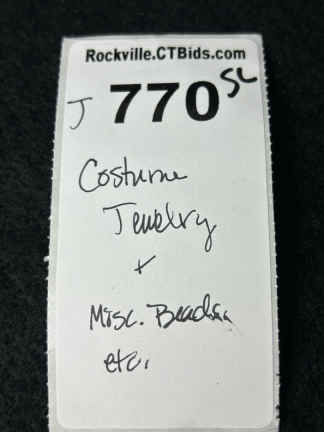 Rockville.CTBids.com
J 770 SL
Costume
Jewelry
+
Misc. Beads
etc.